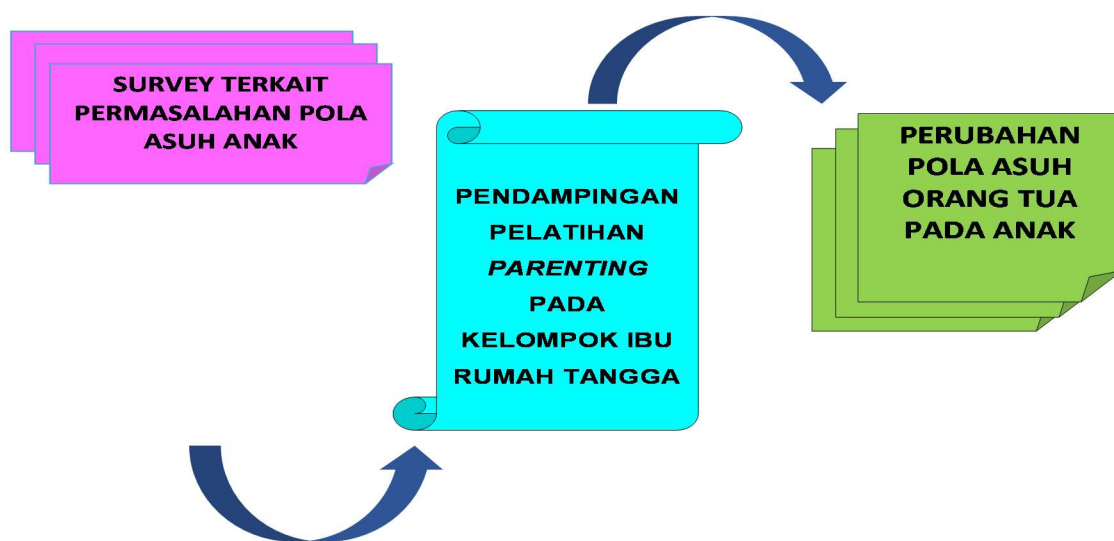 SURVEY TERKAIT
PERMASALAHAN POLA
ASUH ANAK
PENDAMPINGAN
PELATIHAN
PARENTING
PADA
KELOMPOK IBU
RUMAH TANGGA
PERUBAHAN
POLA ASUH
ORANG TUA
PADA ANAK